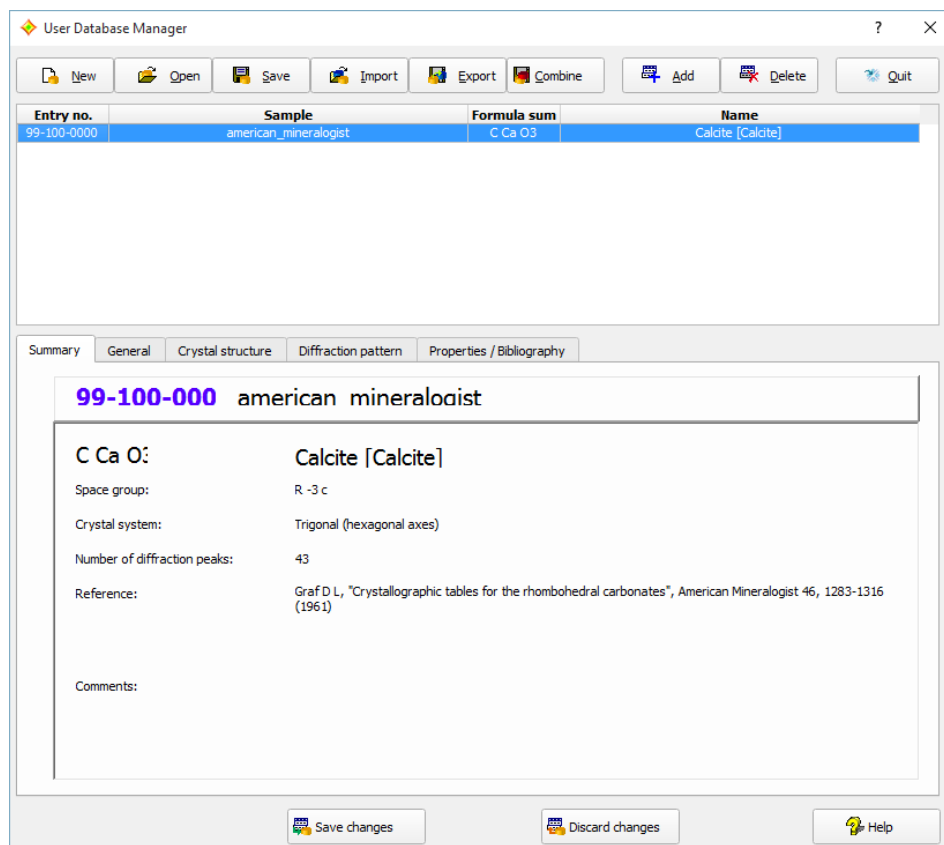 User Database Manager ?
New Open Save Import Export Combine Add Delete Quit
Entry no. Sample Formula sum Name
99-100-0000 american_mineralogist C Ca O3 Calcite [Calcite]
Summary General Crystal structure Diffraction pattern Properties / Bibliography
99-100-000 american mineralogist
C Ca O3 Calcite [Calcite]
Space group: R -3 c
Crystal system: Trigonal (hexagonal axes)
Number of diffraction peaks: 43
Reference: Graf D L, "Crystallographic tables for the rhombohedral carbonates", American Mineralogist 46, 1283-1316
(1961)
Comments:
Save changes Discard changes Help